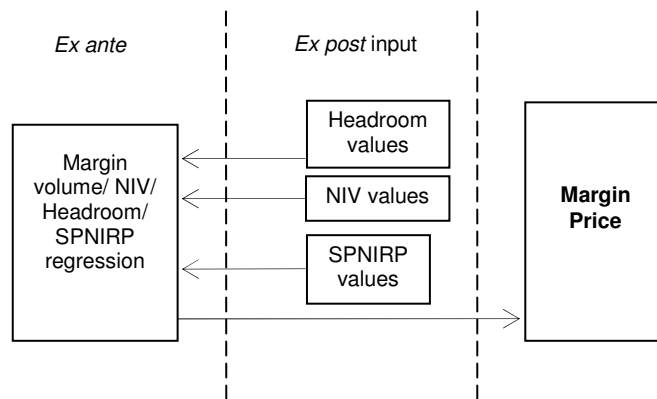 Ex ante
Ex post input
Margin
volume/ NIV/
Headroom/
SPNIRP
regression
Headroom
values
NIV values
SPNIRP
values
Margin
Price